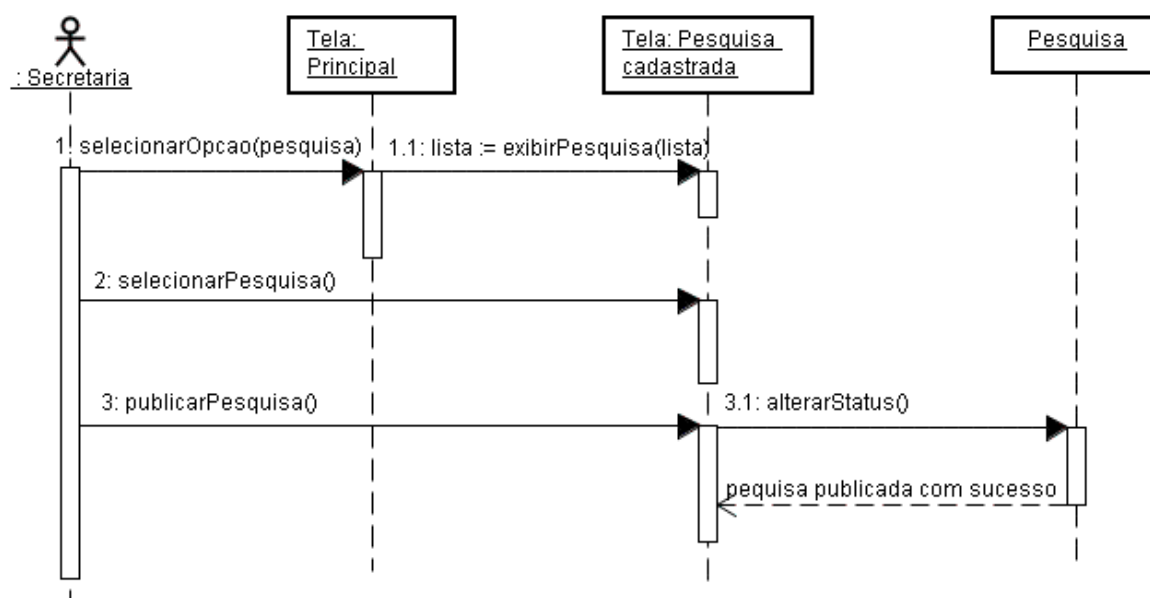 Tela:
Principal
Tela: Pesquisa
cadastrada
Pesquisa
: Secretaria
1: selecionarOpcao(pesquisa)
1.1: lista := exibirPesquisa(lista)
2: selecionarPesquisa()
3: publicarPesquisa()
3.1: alterarStatus()
pequisa publicada com sucesso